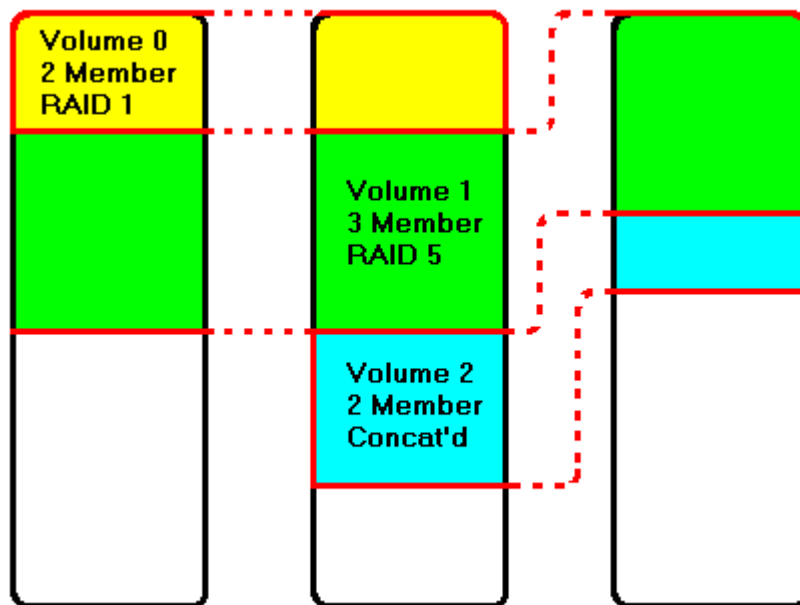 Volume 0
2 Member
RAID 1
Volume 1
3 Member
RAID 5
Volume 2
2 Member
Concat'd